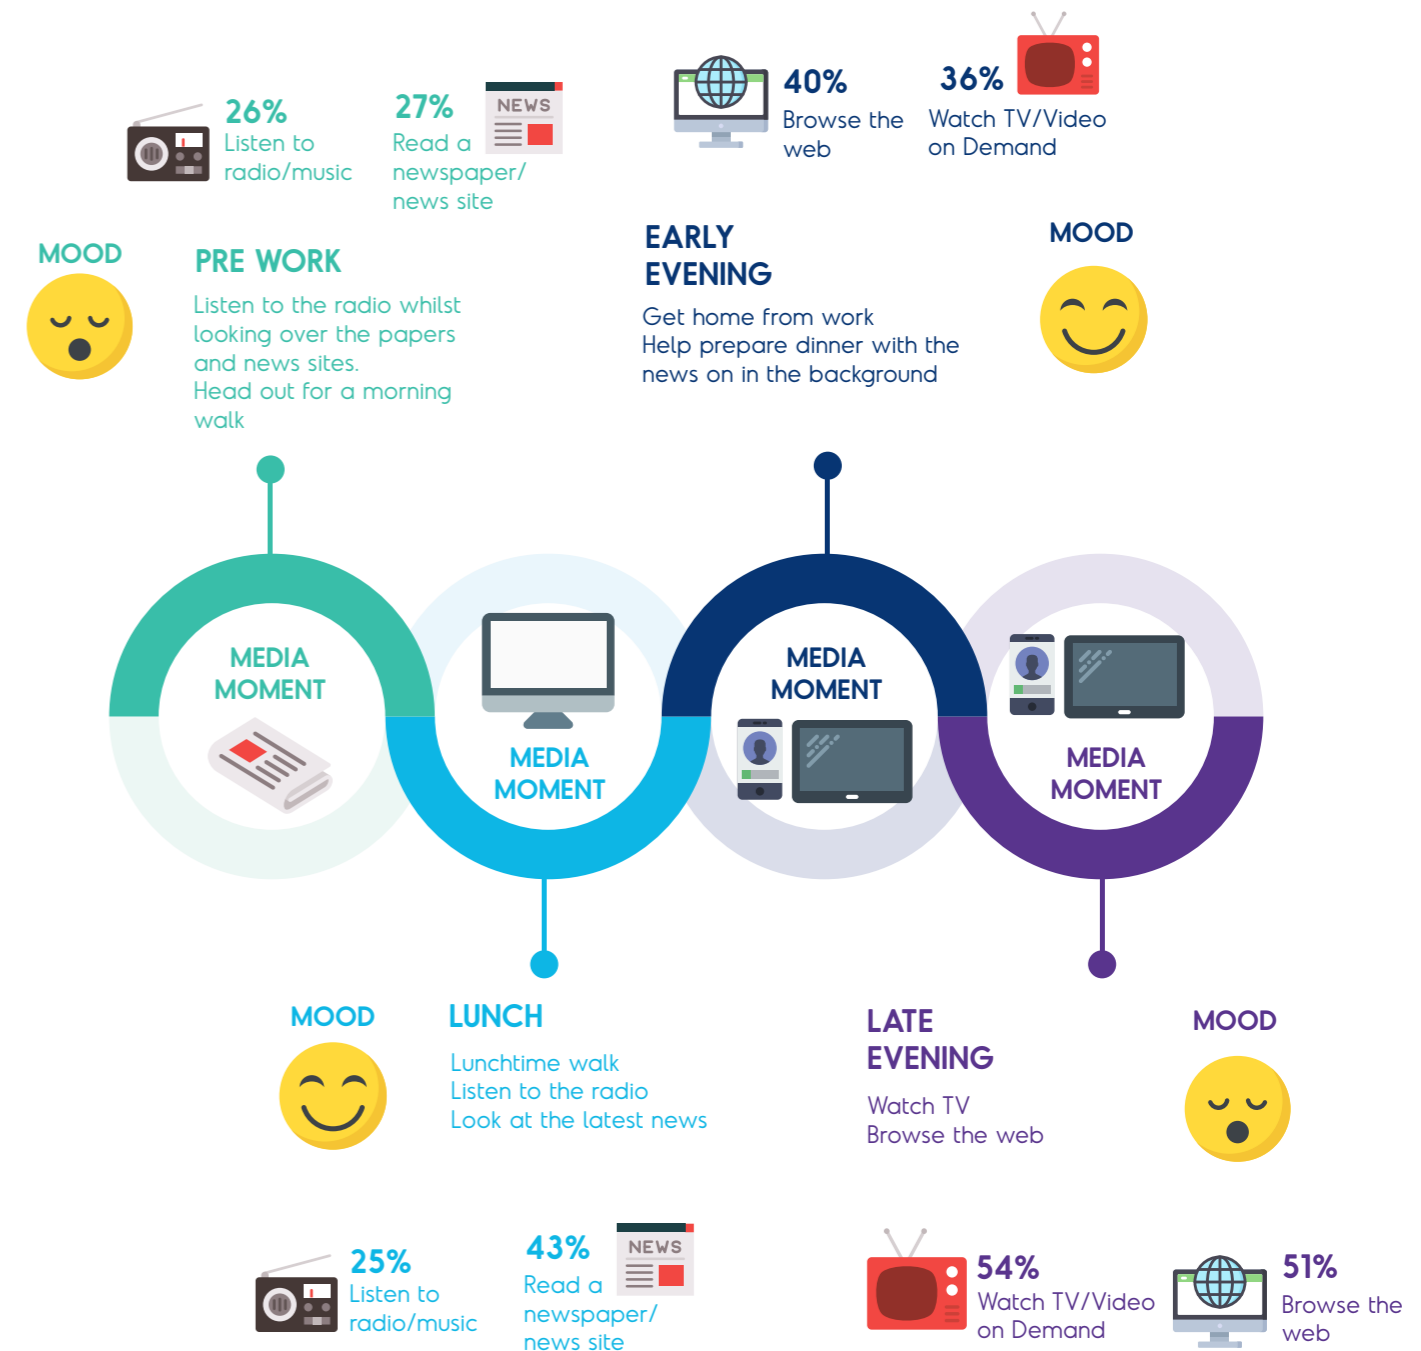 26%
Listen to
radio/music
27%
Read a
newspaper/
news site
NEWS
MOOD
PRE WORK
Listen to the radio whilst
looking over the papers
and news sites.
Head out for a morning
walk
40%
Browse the
web
36%
Watch TV/Video
on Demand
EARLY
EVENING
Get home from work
Help prepare dinner with the
news on in the background
MOOD
MEDIA
MOMENT
MEDIA
MOMENT
MEDIA
MOMENT
MEDIA
MOMENT
MOOD
LUNCH
Lunchtime walk
Listen to the radio
Look at the latest news
25%
Listen to
radio/music
43%
Read a
newspaper/
news site
NEWS
LATE
EVENING
Watch TV
Browse the web
MOOD
54%
Watch TV/Video
on Demand
51%
Browse the
web